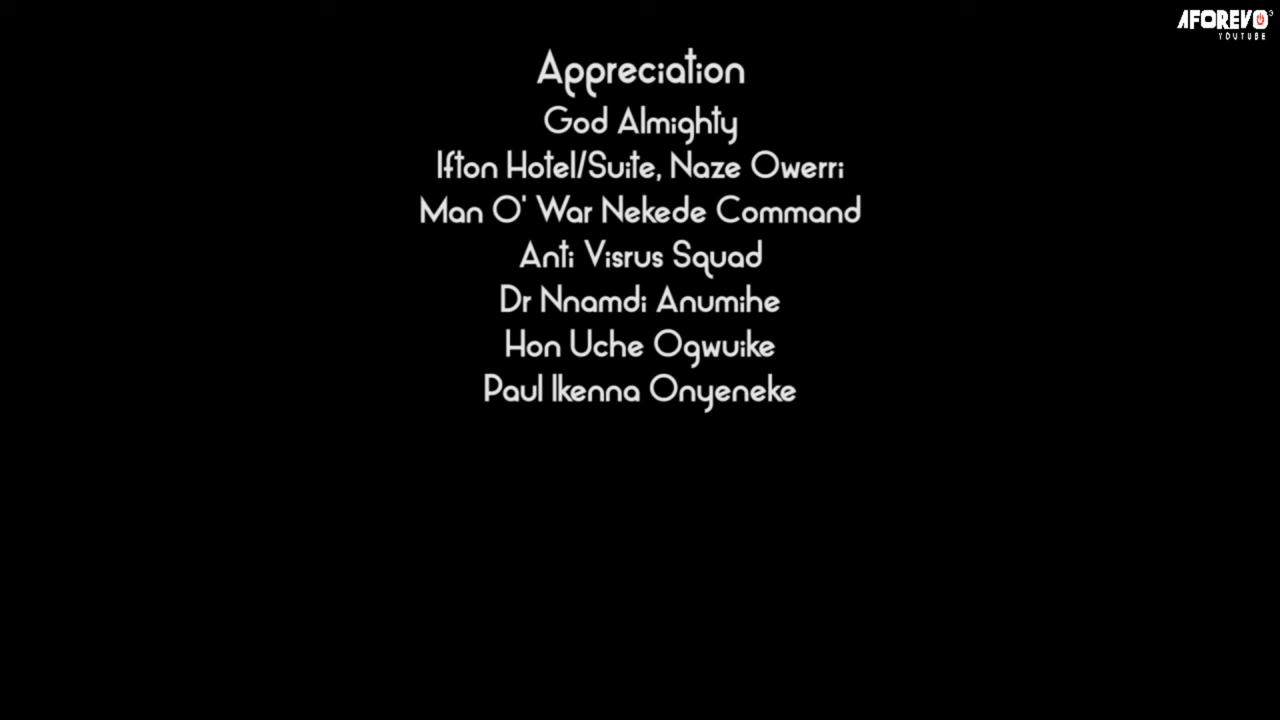 AFOREVO
YOUTUBE
Appreciation
God Almighty
Ifton Hotel/Suite, Naze Owerri
Man O' War Nekede Command
Anti Visrus Squad
Dr Nnamdi Anumihe
Hon Uche Ogwuike
Paul Ikenna Onyeneke